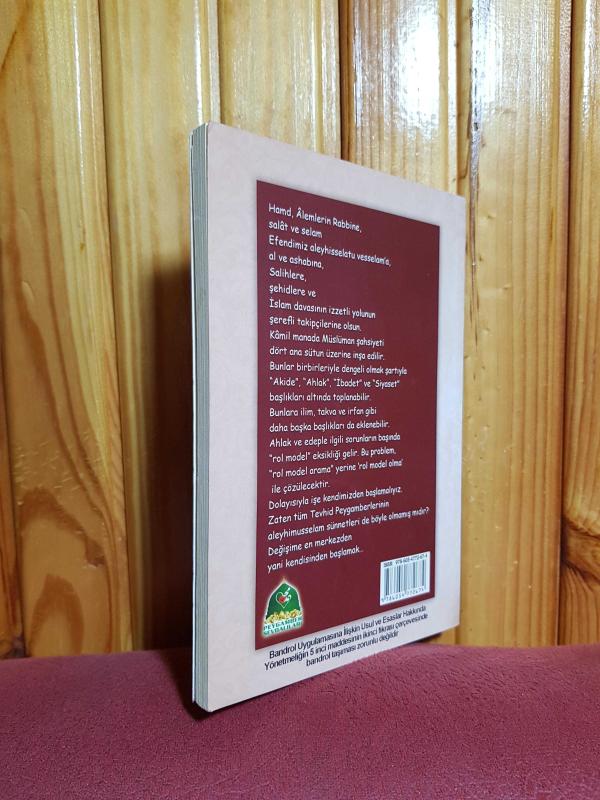 Hamd, Âlemlerin Rabbine,
salât ve selam
Efendimiz aleyhisselatu vesselam'a,
al ve ashabına,
Salihlere,
şehidlere ve
İslam davasının izzetli yolunun
şerefli takipçilerine olsun.
Kâmil manada Müslüman şahsiyeti
dört ana sütun üzerine inşa edilir.
Bunlar birbirleriyle dengeli olmak şartıyla
"Akide", "Ahlak", "İbadet" ve "Siyaset"
başlıkları altında toplanabilir.
Bunlara ilim, takva ve irfan gibi
daha başka başlıkları da eklenebilir.
Ahlak ve edeple ilgili sorunların başında
"rol model" eksikliği gelir. Bu problem,
"rol model arama" yerine 'rol model olma'
ile çözülecektir.
Dolayısıyla işe kendimizden başlamalıyız.
Zaten tüm Tevhid Peygamberlerinin
aleyhimusselam sünnetleri de böyle olmamış mıdır?
Değişime en merkezden
yani kendisinden başlamak...
PEYGAMBER
SEVDALILARI
Bandrol Uygulamasına İlişkin Usul ve Esaslar Hakkında
Yönetmeliğin 5 inci maddesinin ikinci fıkrası çerçevesinde
bandrol taşıması zorunlu değildir